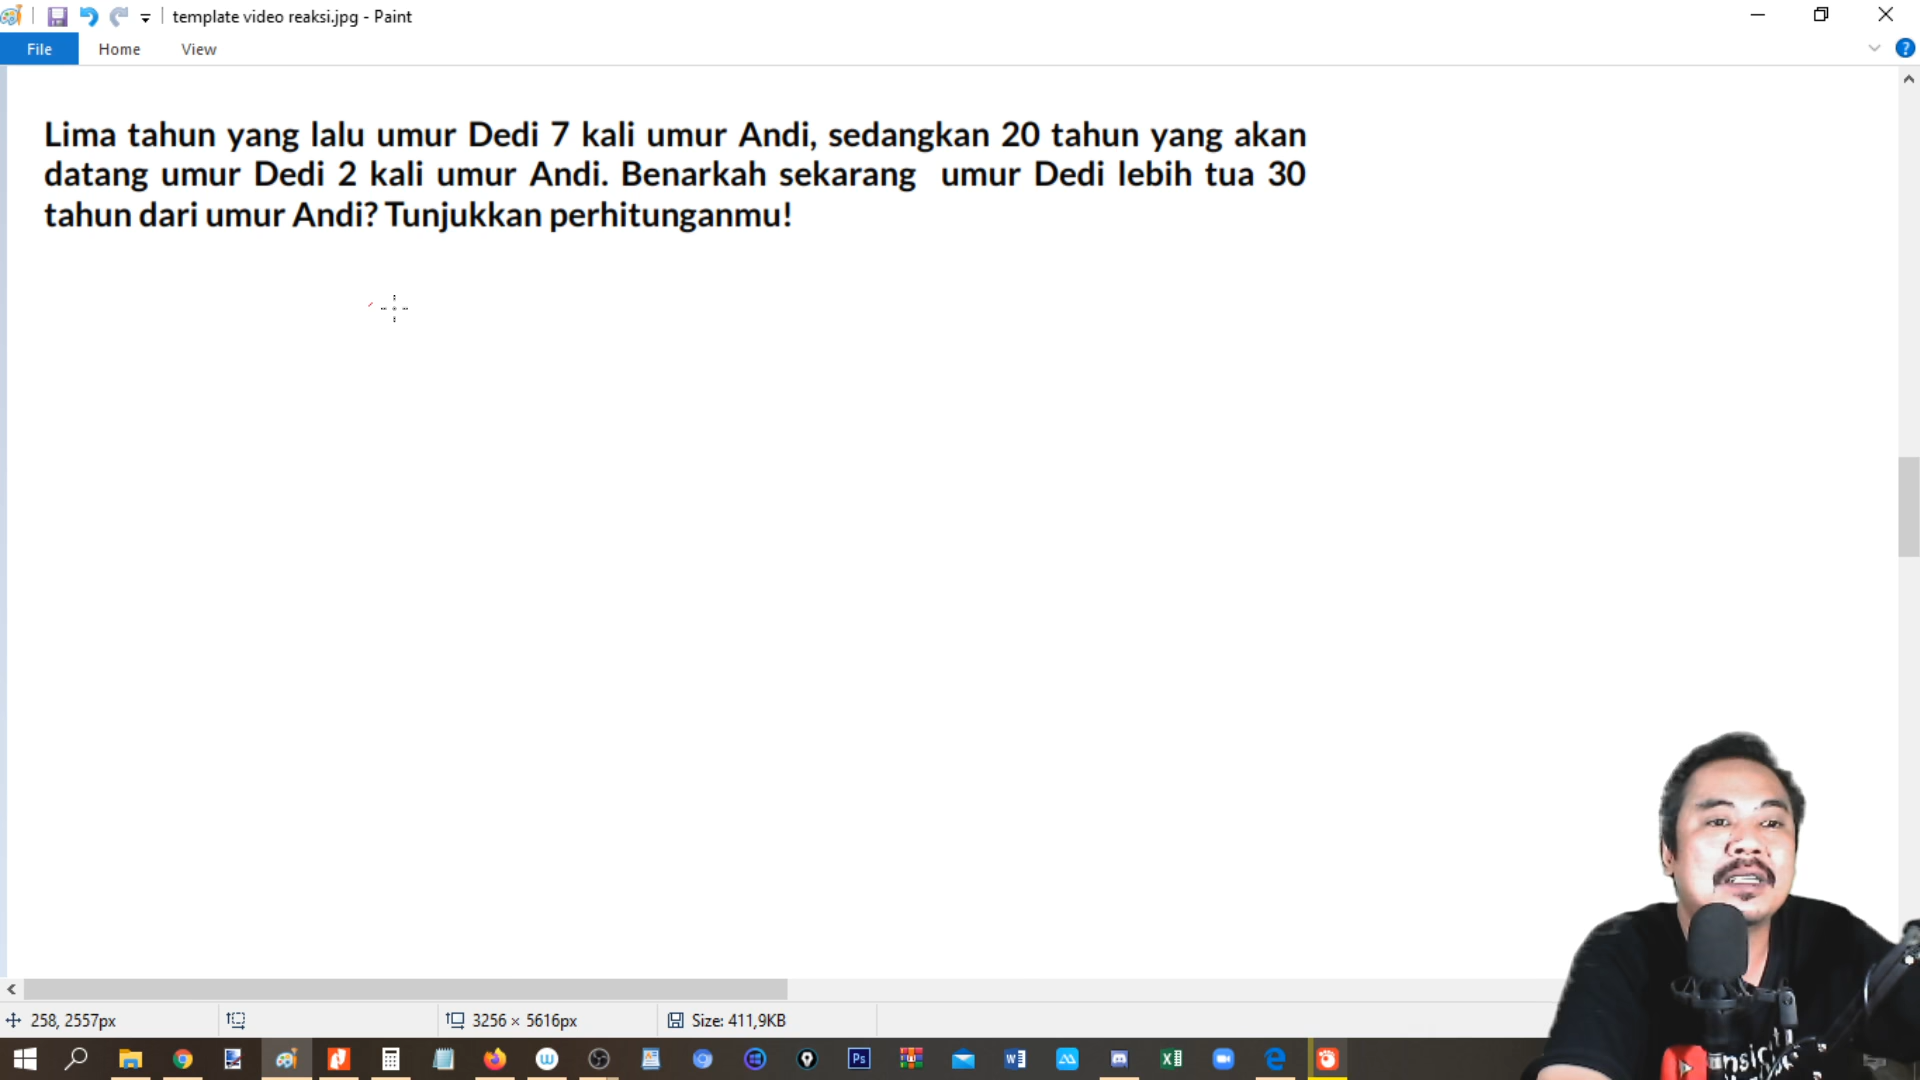 template video reaksi.jpg - Paint
File Home View
Lima tahun yang lalu umur Dedi 7 kali umur Andi, sedangkan 20 tahun yang akan
datang umur Dedi 2 kali umur Andi. Benarkah sekarang umur Dedi lebih tua 30
tahun dari umur Andi? Tunjukkan perhitunganmu!
258, 2557px 3256 × 5616px Size: 411,9KB